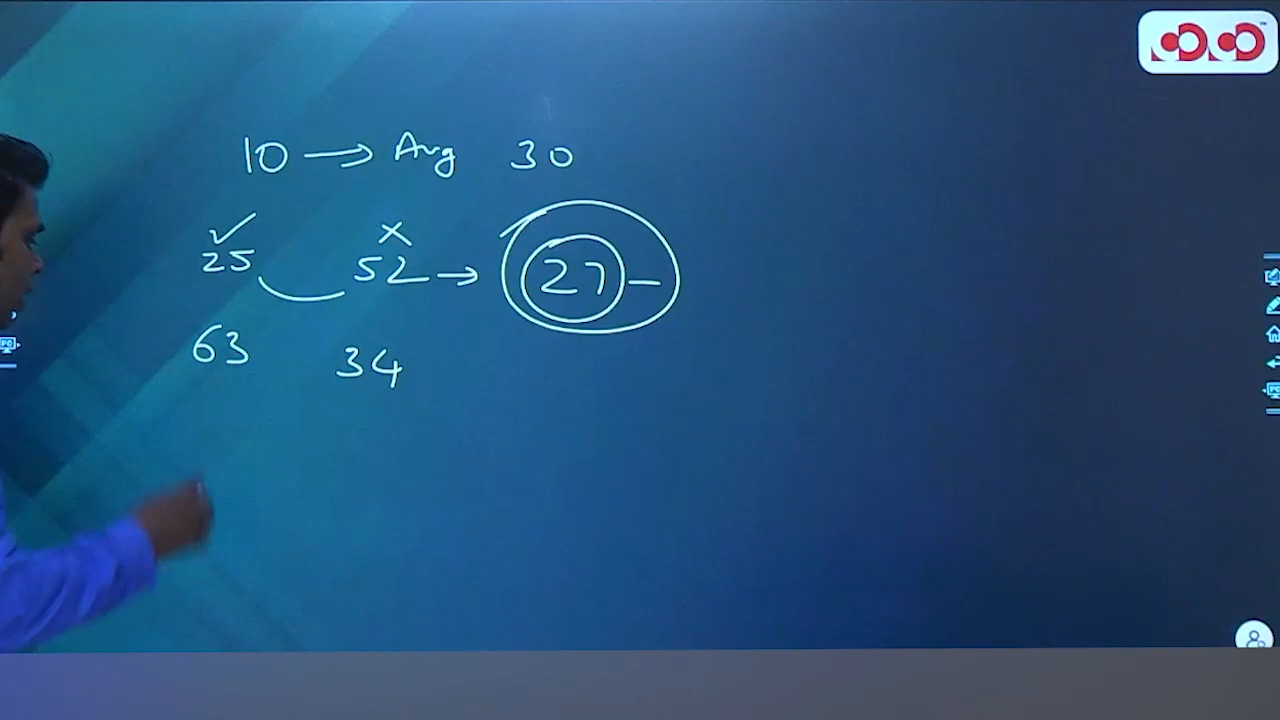 10 → Avg 30
✓ ×
25 52 → 27 –
63 34